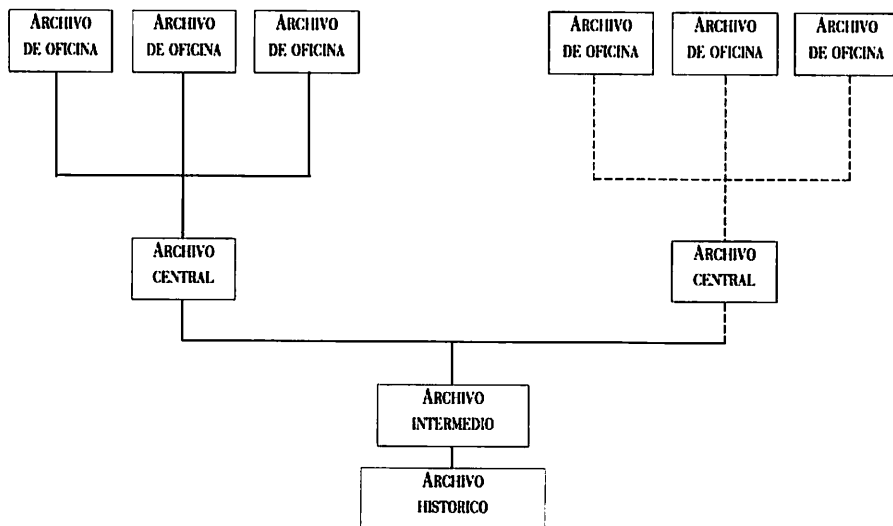 ARCHIVO
DE OFICINA
ARCHIVO
DE OFICINA
ARCHIVO
DE OFICINA
ARCHIVO
DE OFICINA
ARCHIVO
DE OFICINA
ARCHIVO
DE OFICINA
ARCHIVO
CENTRAL
ARCHIVO
CENTRAL
ARCHIVO
INTERMEDIO
ARCHIVO
HISTORICO